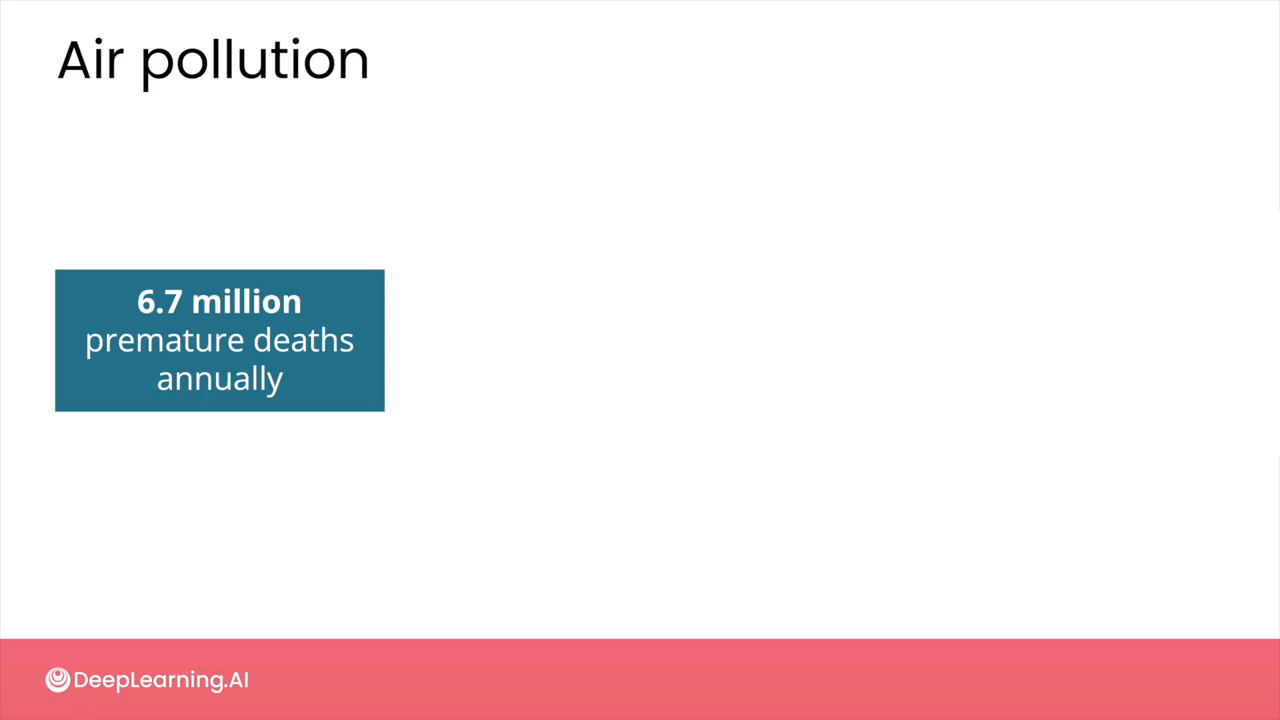 Air pollution
6.7 million
premature deaths
annually
DeepLearning.AI